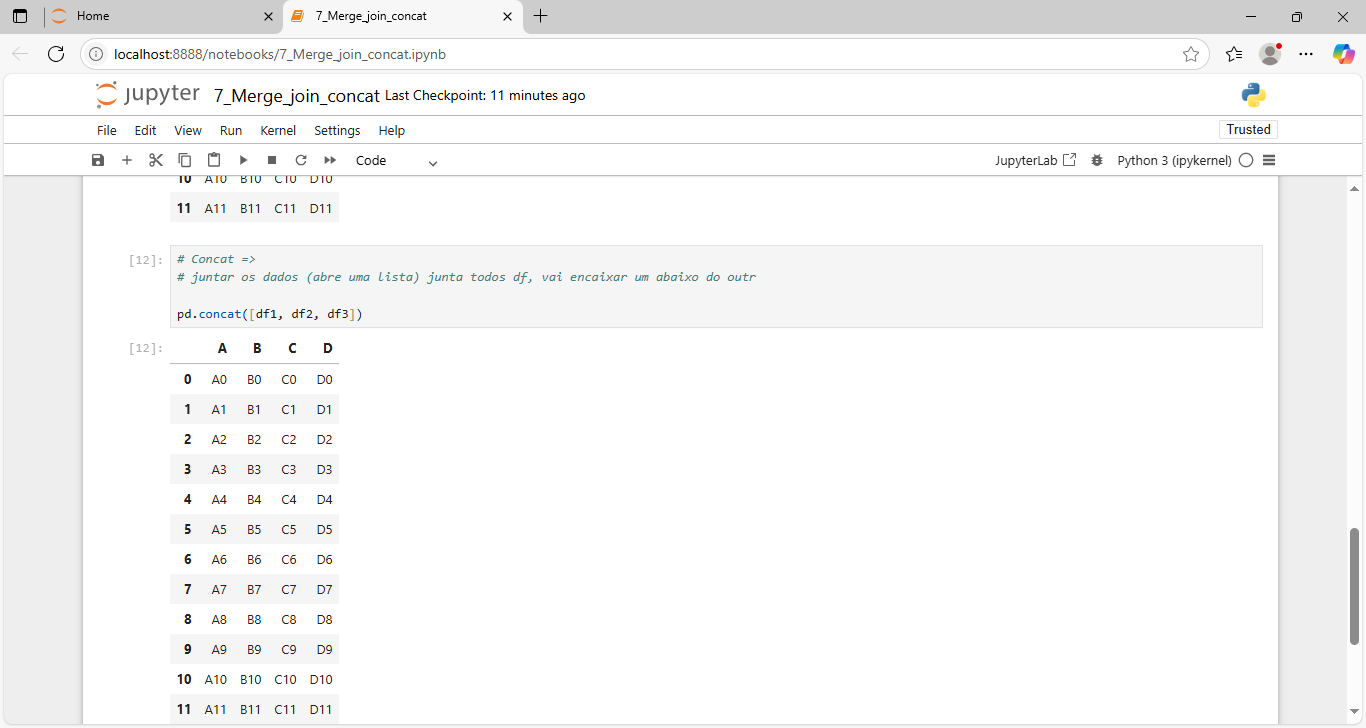 Home
7_Merge_join_concat
localhost:8888/notebooks/7_Merge_join_concat.ipynb
jupyter 7_Merge_join_concat Last Checkpoint: 11 minutes ago
File Edit View Run Kernel Settings Help
Trusted
Code
JupyterLab
Python 3 (ipykernel)
10 A10 B10 C10 D10
11 A11 B11 C11 D11
[12]:
# Concat =>
# juntar os dados (abre uma lista) junta todos df, vai encaixar um abaixo do outr
pd.concat([df1, df2, df3])
[12]:
A B C D
0 A0 B0 C0 D0
1 A1 B1 C1 D1
2 A2 B2 C2 D2
3 A3 B3 C3 D3
4 A4 B4 C4 D4
5 A5 B5 C5 D5
6 A6 B6 C6 D6
7 A7 B7 C7 D7
8 A8 B8 C8 D8
9 A9 B9 C9 D9
10 A10 B10 C10 D10
11 A11 B11 C11 D11